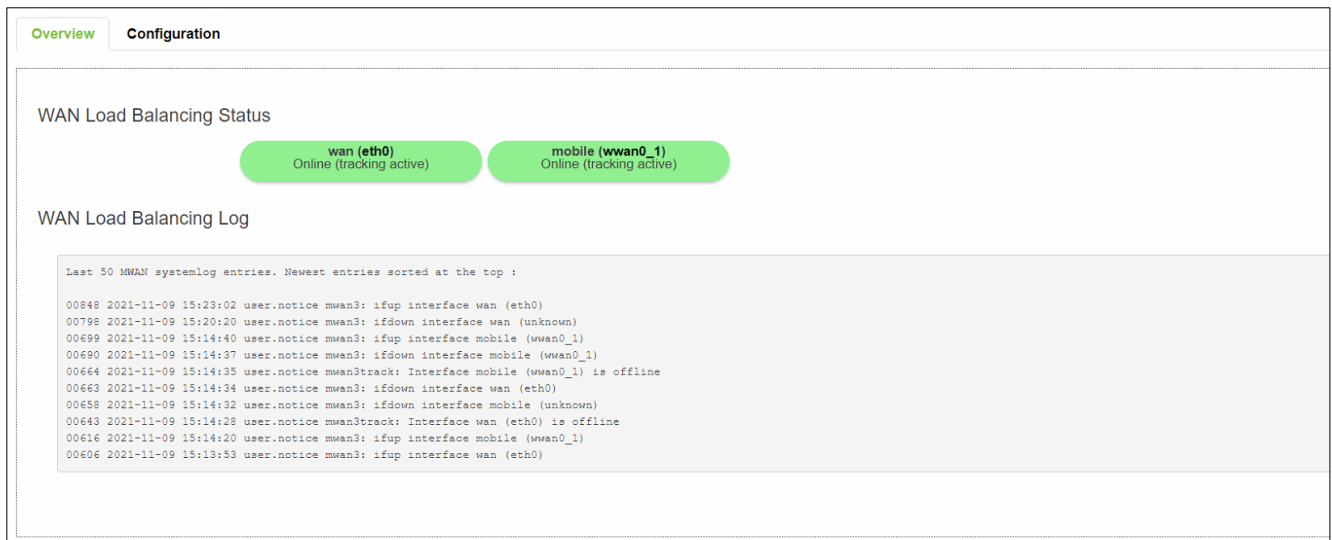 Overview Configuration
WAN Load Balancing Status
wan (eth0) mobile (wwan0_1)
Online (tracking active) Online (tracking active)
WAN Load Balancing Log
Last 50 MWAN systemlog entries. Newest entries sorted at the top :
00848 2021-11-09 15:23:02 user.notice mwan3: ifup interface wan (eth0)
00798 2021-11-09 15:20:20 user.notice mwan3: ifdown interface wan (unknown)
00699 2021-11-09 15:14:40 user.notice mwan3: ifup interface mobile (wwan0_1)
00690 2021-11-09 15:14:37 user.notice mwan3: ifdown interface mobile (wwan0_1)
00664 2021-11-09 15:14:35 user.notice mwan3track: Interface mobile (wwan0_1) is offline
00663 2021-11-09 15:14:34 user.notice mwan3: ifdown interface wan (eth0)
00658 2021-11-09 15:14:32 user.notice mwan3: ifdown interface mobile (unknown)
00643 2021-11-09 15:14:28 user.notice mwan3track: Interface wan (eth0) is offline
00616 2021-11-09 15:14:20 user.notice mwan3: ifup interface mobile (wwan0_1)
00606 2021-11-09 15:13:53 user.notice mwan3: ifup interface wan (eth0)